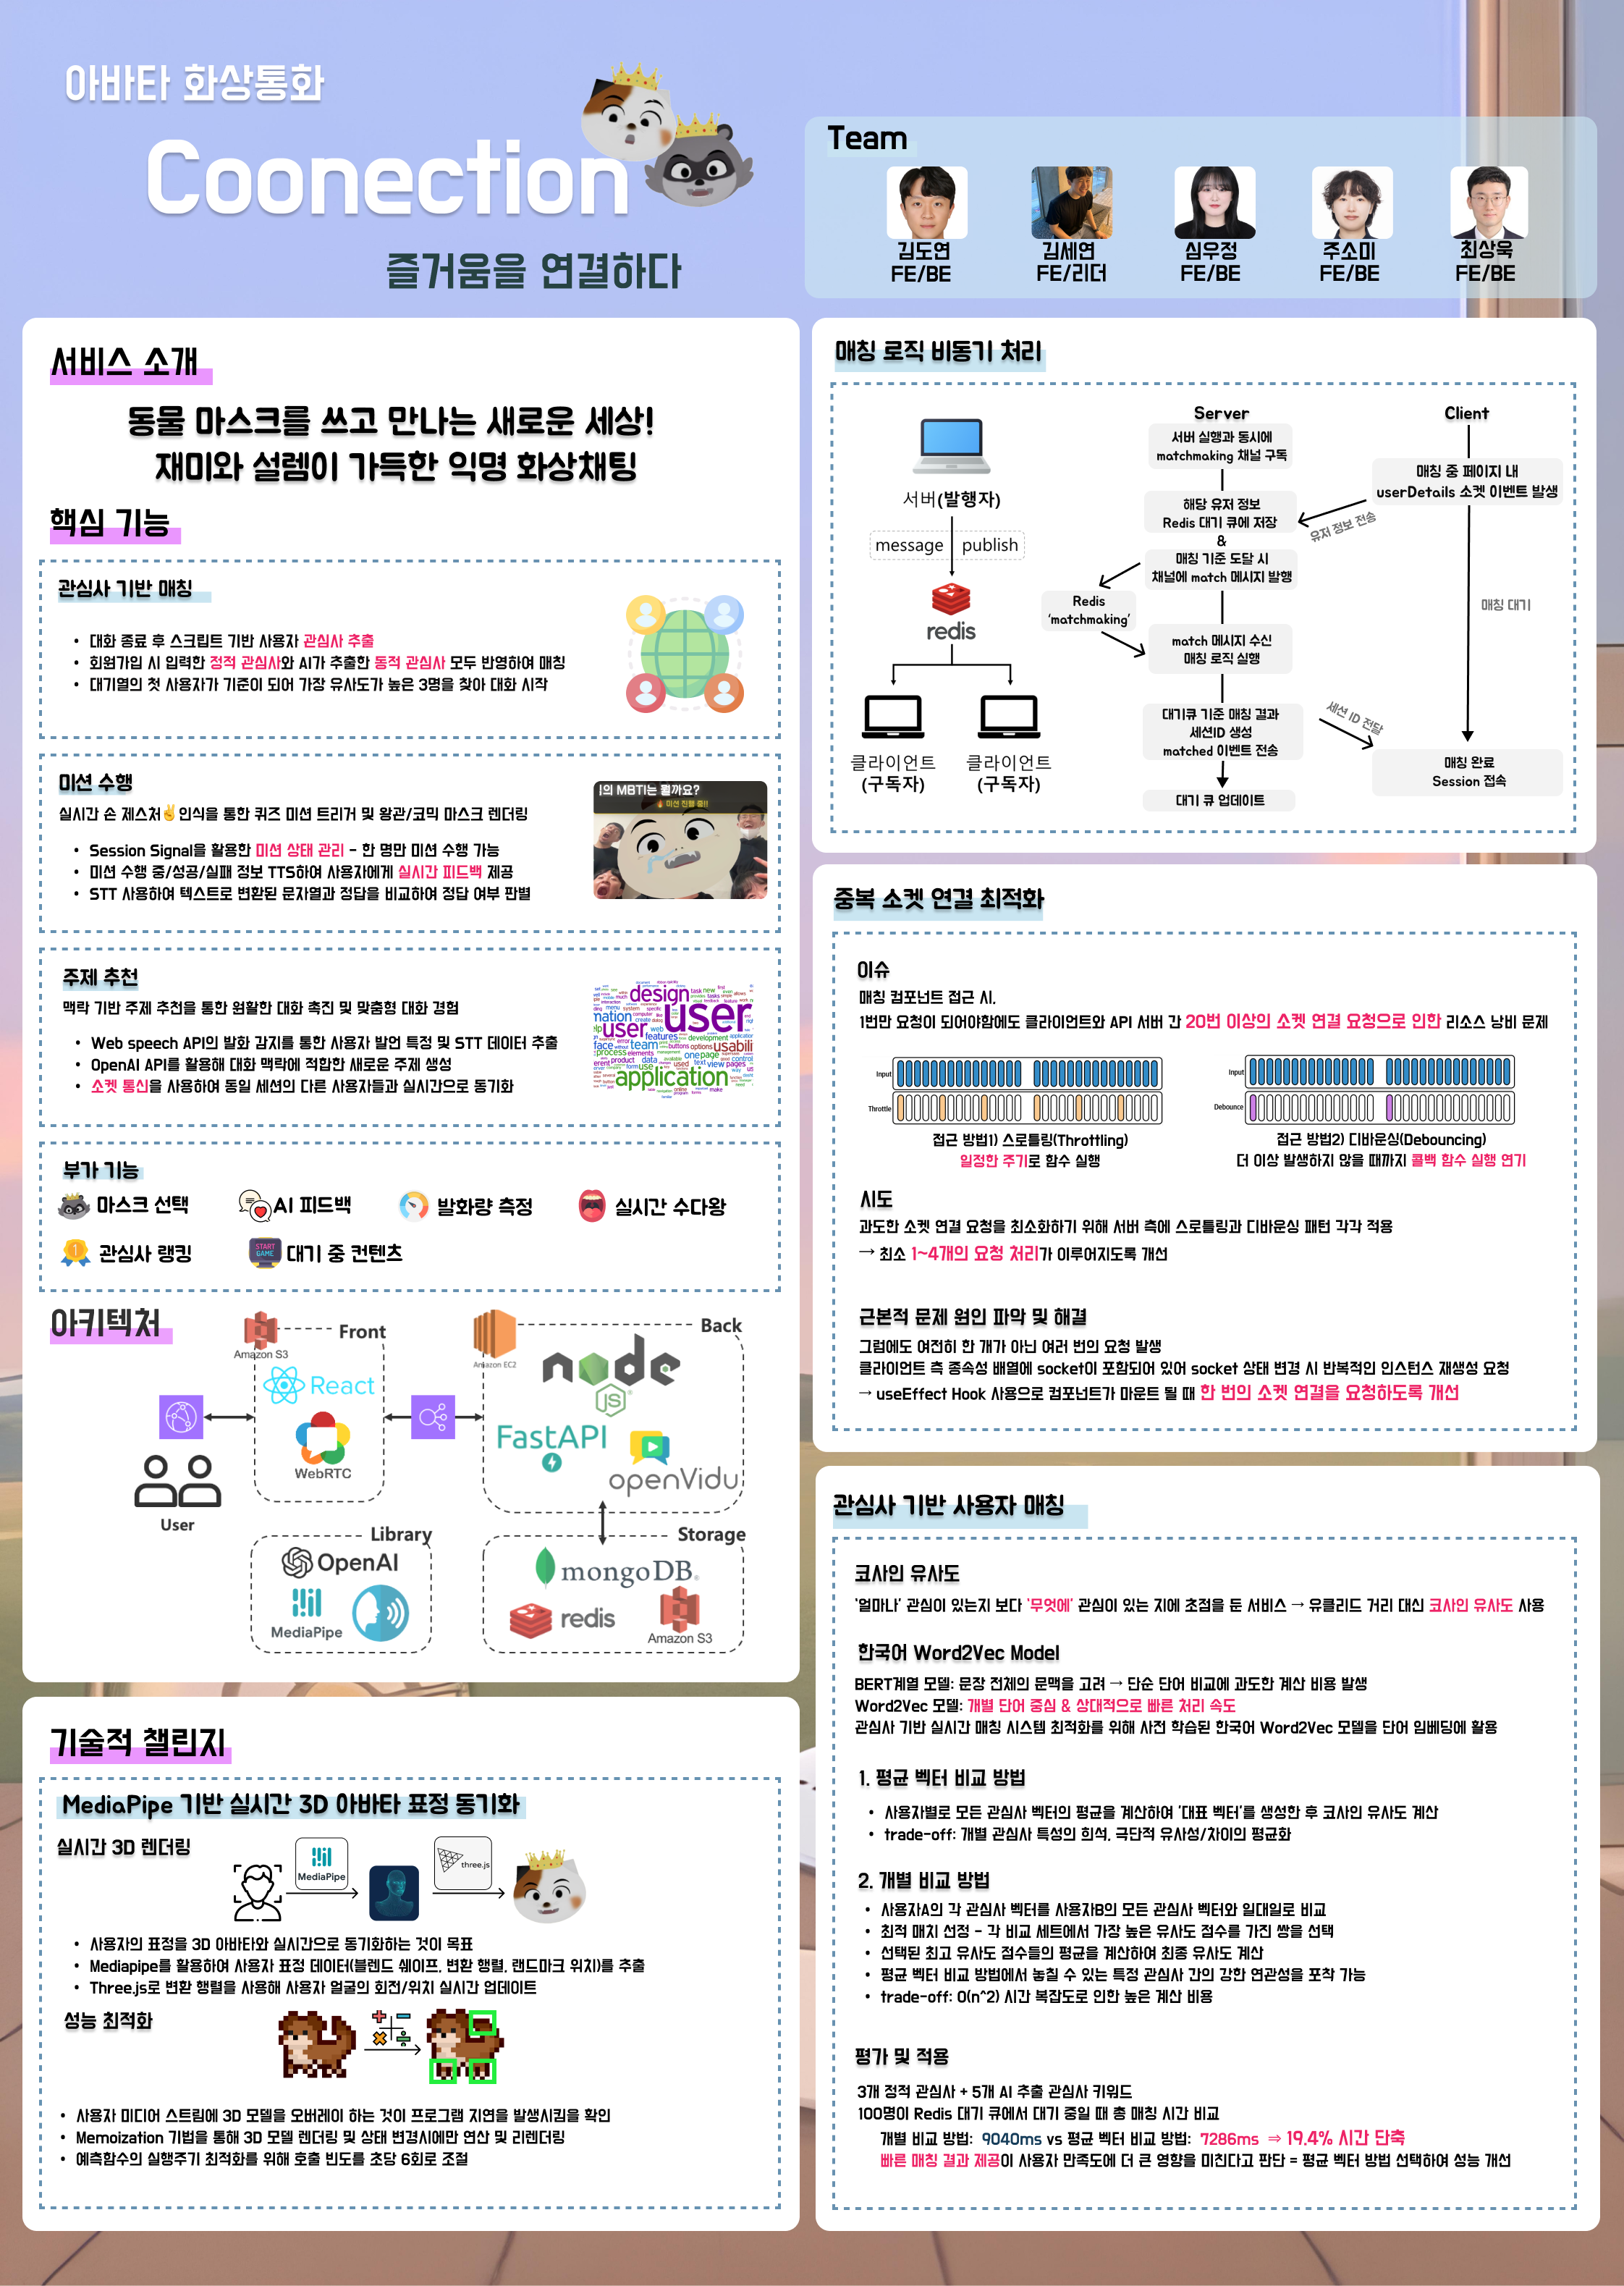 아바타 화상통화
Coonection
즐거움을 연결하다
Team
김도연
FE/BE
김세연
FE/리더
심우정
FE/BE
주소미
FE/BE
최상욱
FE/BE
서비스 소개
동물 마스크를 쓰고 만나는 새로운 세상!
재미와 설렘이 가득한 익명 화상채팅
핵심 기능
관심사 기반 매칭
• 대화 종료 후 스크립트 기반 사용자 관심사 추출
• 회원가입 시 입력한 정적 관심사와 AI가 추출한 동적 관심사 모두 반영하여 매칭
• 대기열의 첫 사용자가 기준이 되어 가장 유사도가 높은 3명을 찾아 대화 시작
미션 수행
실시간 손 제스처✌인식을 통한 퀴즈 미션 트리거 및 왕관/코믹 마스크 렌더링
• Session Signal을 활용한 미션 상태 관리 - 한 명만 미션 수행 가능
• 미션 수행 중/성공/실패 정보 TTS하여 사용자에게 실시간 피드백 제공
• STT 사용하여 텍스트로 변환된 문자열과 정답을 비교하여 정답 여부 판별
의 MBTI는 뭘까요?
🔥미션 진행 중!!
주제 추천
맥락 기반 주제 추천을 통한 원활한 대화 촉진 및 맞춤형 대화 경험
• Web speech API의 발화 감지를 통한 사용자 발언 특정 및 STT 데이터 추출
• OpenAI API를 활용해 대화 맥락에 적합한 새로운 주제 생성
• 소켓 통신을 사용하여 동일 세션의 다른 사용자들과 실시간으로 동기화
design
user
user
web
team
process
elements
product
data
onepage
application
부가 기능
마스크 선택
AI 피드백
발화량 측정
실시간 수다왕
관심사 랭킹
START
GAME
대기 중 컨텐츠
아키텍처
Amazon S3
Front
React
WebRTC
User
Amazon EC2
Back
node
JS
FastAPI
openVidu
Library
OpenAI
MediaPipe
Storage
mongoDB
redis
Amazon S3
기술적 챌린지
MediaPipe 기반 실시간 3D 아바타 표정 동기화
실시간 3D 렌더링
MediaPipe
three.js
• 사용자의 표정을 3D 아바타와 실시간으로 동기화하는 것이 목표
• Mediapipe를 활용하여 사용자 표정 데이터(블렌드 쉐이프, 변환 행렬, 랜드마크 위치)를 추출
• Three.js로 변환 행렬을 사용해 사용자 얼굴의 회전/위치 실시간 업데이트
성능 최적화
• 사용자 미디어 스트림에 3D 모델을 오버레이 하는 것이 프로그램 지연을 발생시킴을 확인
• Memoization 기법을 통해 3D 모델 렌더링 및 상태 변경시에만 연산 및 리렌더링
• 예측함수의 실행주기 최적화를 위해 호출 빈도를 초당 6회로 조절
매칭 로직 비동기 처리
서버(발행자)
message
publish
redis
클라이언트
(구독자)
클라이언트
(구독자)
Server
서버 실행과 동시에
matchmaking 채널 구독
해당 유저 정보
Redis 대기 큐에 저장
&
매칭 기준 도달 시
채널에 match 메시지 발행
Redis
'matchmaking'
match 메시지 수신
매칭 로직 실행
대기큐 기준 매칭 결과
세션ID 생성
matched 이벤트 전송
대기 큐 업데이트
Client
매칭 중 페이지 내
userDetails 소켓 이벤트 발생
유저 정보 전송
매칭 대기
세션 ID 전달
매칭 완료
Session 접속
중복 소켓 연결 최적화
이슈
매칭 컴포넌트 접근 시,
1번만 요청이 되어야함에도 클라이언트와 API 서버 간 20번 이상의 소켓 연결 요청으로 인한 리소스 낭비 문제
Input
Throttle
접근 방법1) 스로틀링(Throttling)
일정한 주기로 함수 실행
Input
Debounce
접근 방법2) 디바운싱(Debouncing)
더 이상 발생하지 않을 때까지 콜백 함수 실행 연기
시도
과도한 소켓 연결 요청을 최소화하기 위해 서버 측에 스로틀링과 디바운싱 패턴 각각 적용
→ 최소 1~4개의 요청 처리가 이루어지도록 개선
근본적 문제 원인 파악 및 해결
그럼에도 여전히 한 개가 아닌 여러 번의 요청 발생
클라이언트 측 종속성 배열에 socket이 포함되어 있어 socket 상태 변경 시 반복적인 인스턴스 재생성 요청
→ useEffect Hook 사용으로 컴포넌트가 마운트 될 때 한 번의 소켓 연결을 요청하도록 개선
관심사 기반 사용자 매칭
코사인 유사도
'얼마나' 관심이 있는지 보다 '무엇에' 관심이 있는 지에 초점을 둔 서비스 → 유클리드 거리 대신 코사인 유사도 사용
한국어 Word2Vec Model
BERT계열 모델: 문장 전체의 문맥을 고려 → 단순 단어 비교에 과도한 계산 비용 발생
Word2Vec 모델: 개별 단어 중심 & 상대적으로 빠른 처리 속도
관심사 기반 실시간 매칭 시스템 최적화를 위해 사전 학습된 한국어 Word2Vec 모델을 단어 임베딩에 활용
1. 평균 벡터 비교 방법
• 사용자별로 모든 관심사 벡터의 평균을 계산하여 '대표 벡터'를 생성한 후 코사인 유사도 계산
• trade-off: 개별 관심사 특성의 희석, 극단적 유사성/차이의 평균화
2. 개별 비교 방법
• 사용자A의 각 관심사 벡터를 사용자B의 모든 관심사 벡터와 일대일로 비교
• 최적 매치 선정 - 각 비교 세트에서 가장 높은 유사도 점수를 가진 쌍을 선택
• 선택된 최고 유사도 점수들의 평균을 계산하여 최종 유사도 계산
• 평균 벡터 비교 방법에서 놓칠 수 있는 특정 관심사 간의 강한 연관성을 포착 가능
• trade-off: O(n^2) 시간 복잡도로 인한 높은 계산 비용
평가 및 적용
3개 정적 관심사 + 5개 AI 추출 관심사 키워드
100명이 Redis 대기 큐에서 대기 중일 때 총 매칭 시간 비교
개별 비교 방법: 9040ms vs 평균 벡터 비교 방법: 7286ms ⇒ 19.4% 시간 단축
빠른 매칭 결과 제공이 사용자 만족도에 더 큰 영향을 미친다고 판단 = 평균 벡터 방법 선택하여 성능 개선